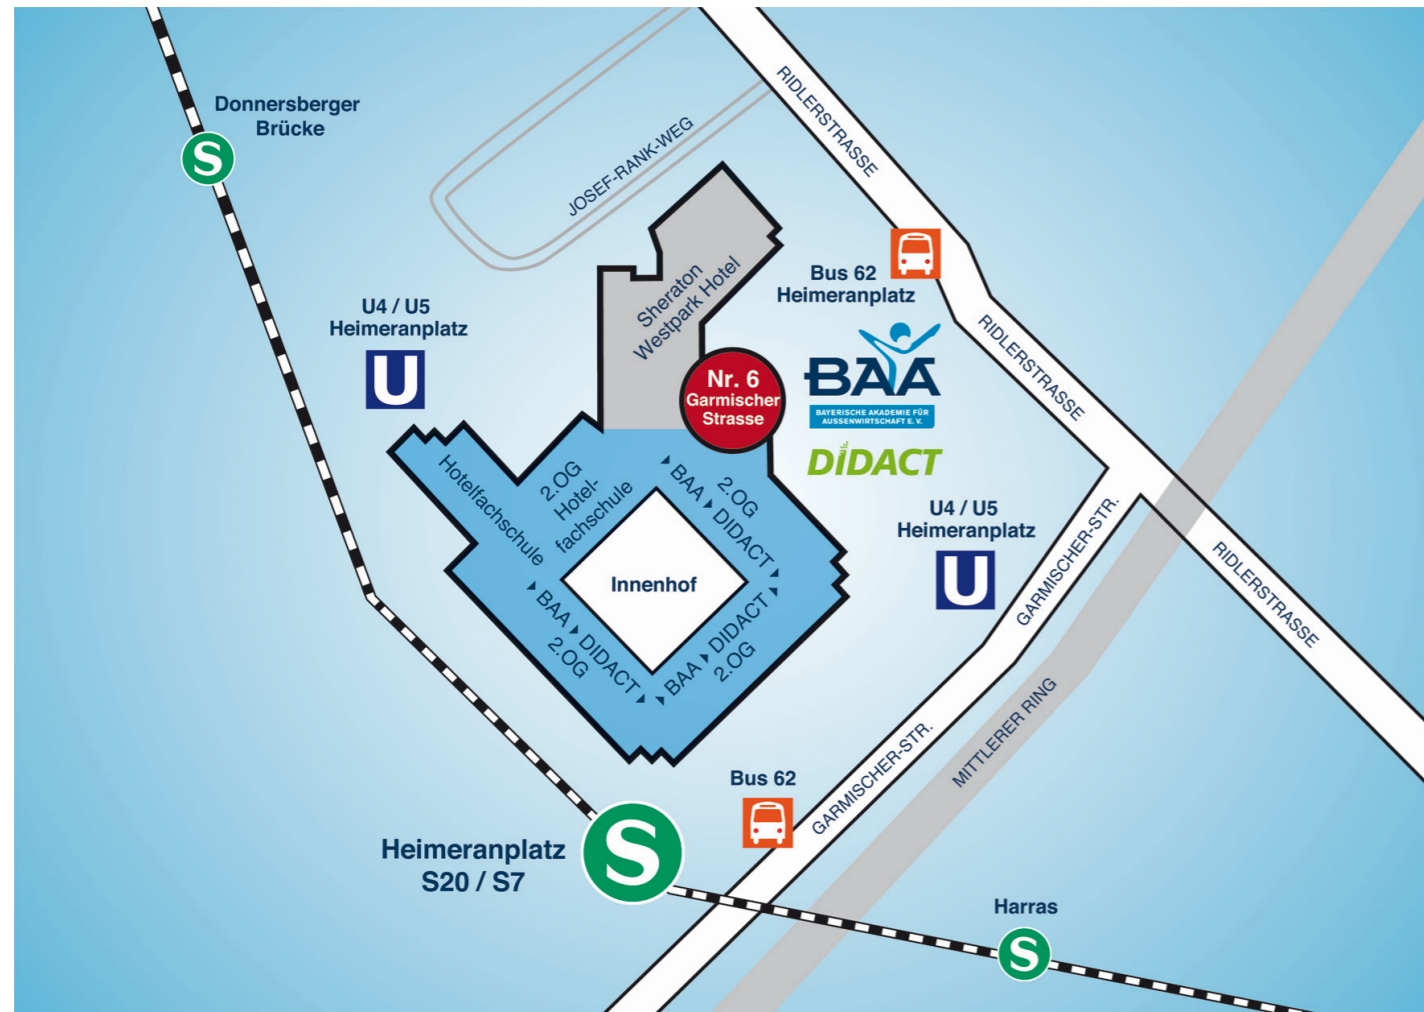 Donnersberger
Brücke
S
JOSEF-RANK-WEG
RIDLERSTRASSE
Bus 62
Heimeranplatz
U4 / U5
Heimeranplatz
U
Sheraton
Westpark Hotel
RIDLERSTRASSE
Nr. 6
Garmischer
Strasse
BAA
BAYERISCHE AKADEMIE FÜR
AUSSENWIRTSCHAFT E. V.
DIDACT
Hotelfachschule
2.OG
Hotel-
fachschule
2.OG
BAA DIDACT
U4 / U5
Heimeranplatz
U
GARMISCHER-STR.
RIDLERSTRASSE
Innenhof
BAA DIDACT
2.OG
BAA DIDACT
2.OG
MITTLERER RING
GARMISCHER-STR.
Bus 62
Heimeranplatz
S20 / S7
S
Harras
S